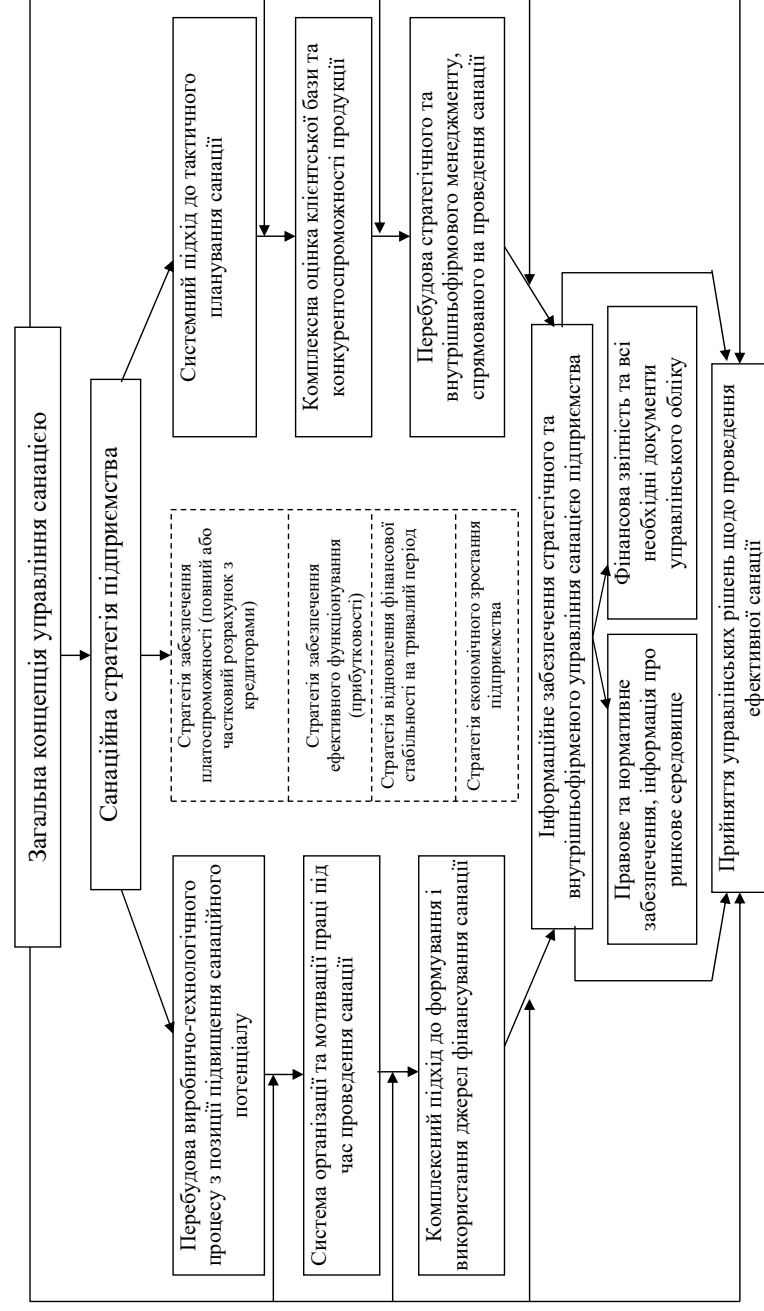 Загальна концепція управління санацією
Санаційна стратегія підприємства
Перебудова виробничо-технологічного
процесу з позиції підвищення санаційного
потенціалу
Система організації та мотивації праці під
час проведення санації
Комплексний підхід до формування і
використання джерел фінансування санації
Стратегія забезпечення
платоспроможності (повний або
частковий розрахунок з
кредиторами)
Стратегія забезпечення
ефективного функціонування
(прибутковості)
Стратегія відновлення фінансової
стабільності на тривалий період
Стратегія економічного зростання
підприємства
Системний підхід до тактичного
планування санації
Комплексна оцінка клієнтської бази та
конкурентоспроможності продукції
Перебудова стратегічного та
внутрішньофірмового менеджменту,
спрямованого на проведення санації
Інформаційне забезпечення стратегічного та
внутрішньофірменого управління санацією підприємства
Правове та нормативне
забезпечення, інформація про
ринкове середовище
Фінансова звітність та всі
необхідні документи
управлінського обліку
Прийняття управлінських рішень щодо проведення
ефективної санації